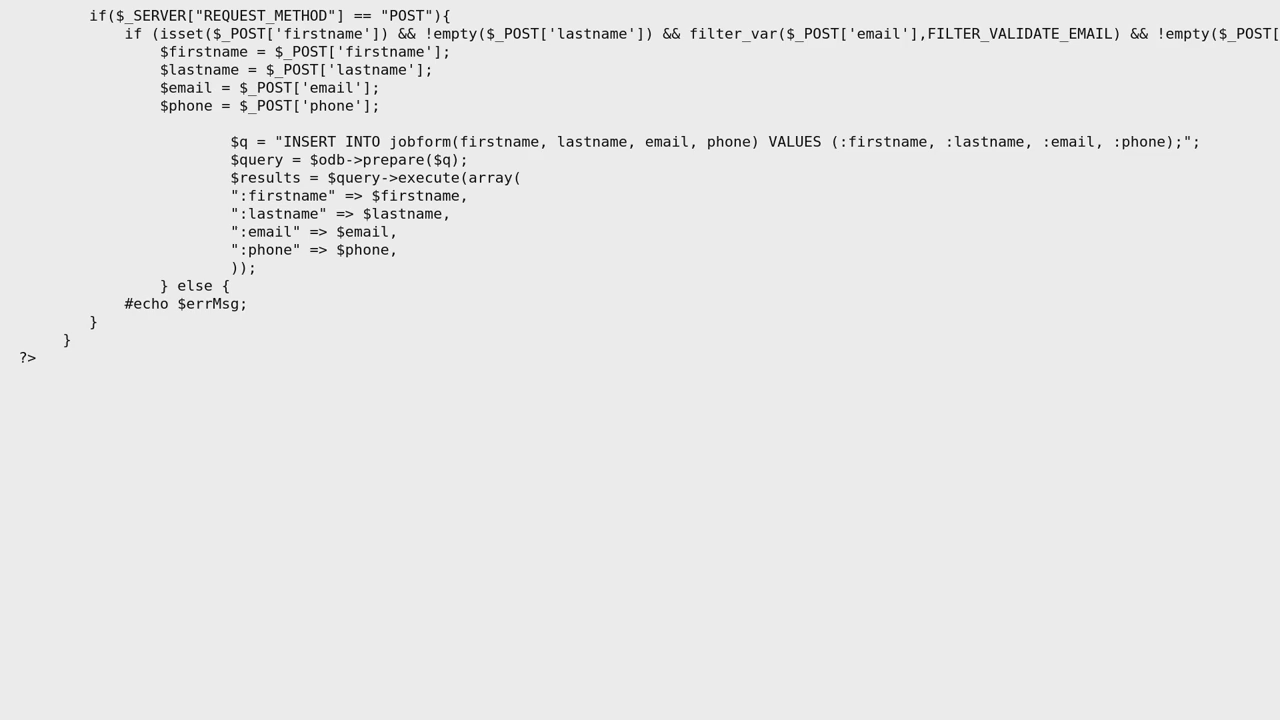 if($_SERVER["REQUEST_METHOD"] == "POST"){
if (isset($_POST['firstname']) && !empty($_POST['lastname']) && filter_var($_POST['email'],FILTER_VALIDATE_EMAIL) && !empty($_POST[
$firstname = $_POST['firstname'];
$lastname = $_POST['lastname'];
$email = $_POST['email'];
$phone = $_POST['phone'];
$q = "INSERT INTO jobform(firstname, lastname, email, phone) VALUES (:firstname, :lastname, :email, :phone);";
$query = $odb->prepare($q);
$results = $query->execute(array(
":firstname" => $firstname,
":lastname" => $lastname,
":email" => $email,
":phone" => $phone,
));
} else {
#echo $errMsg;
}
}
?>